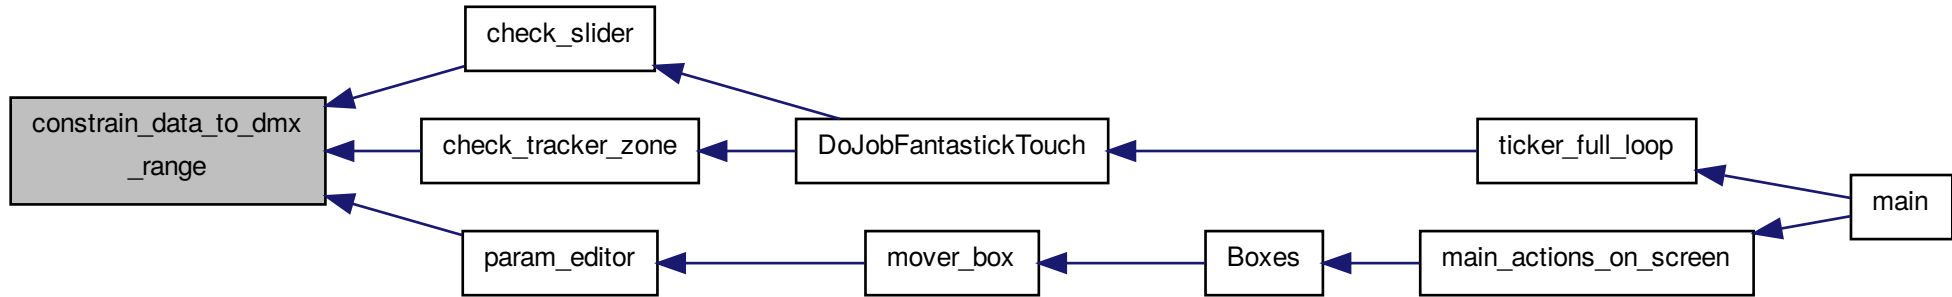 constrain_data_to_dmx
_range
check_slider
check_tracker_zone
param_editor
DoJobFantastickTouch
mover_box
Boxes
ticker_full_loop
main_actions_on_screen
main